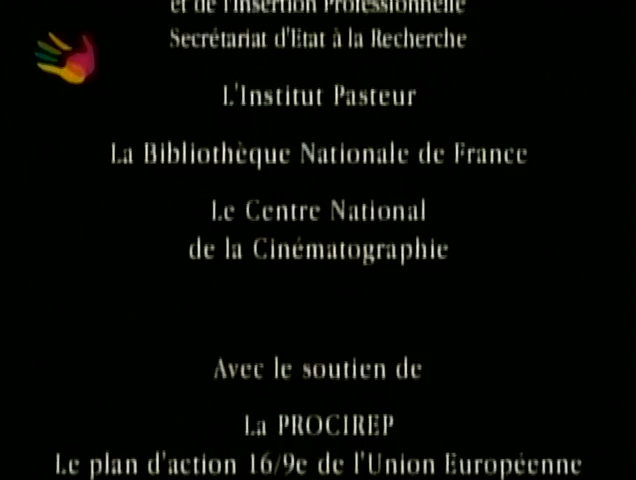 et de l'Insertion Professionnelle
Secrétariat d'Etat à la Recherche
L'Institut Pasteur
La Bibliothèque Nationale de France
Le Centre National
de la Cinématographie
Avec le soutien de
La PROCIREP
Le plan d'action 16/9e de l'Union Européenne